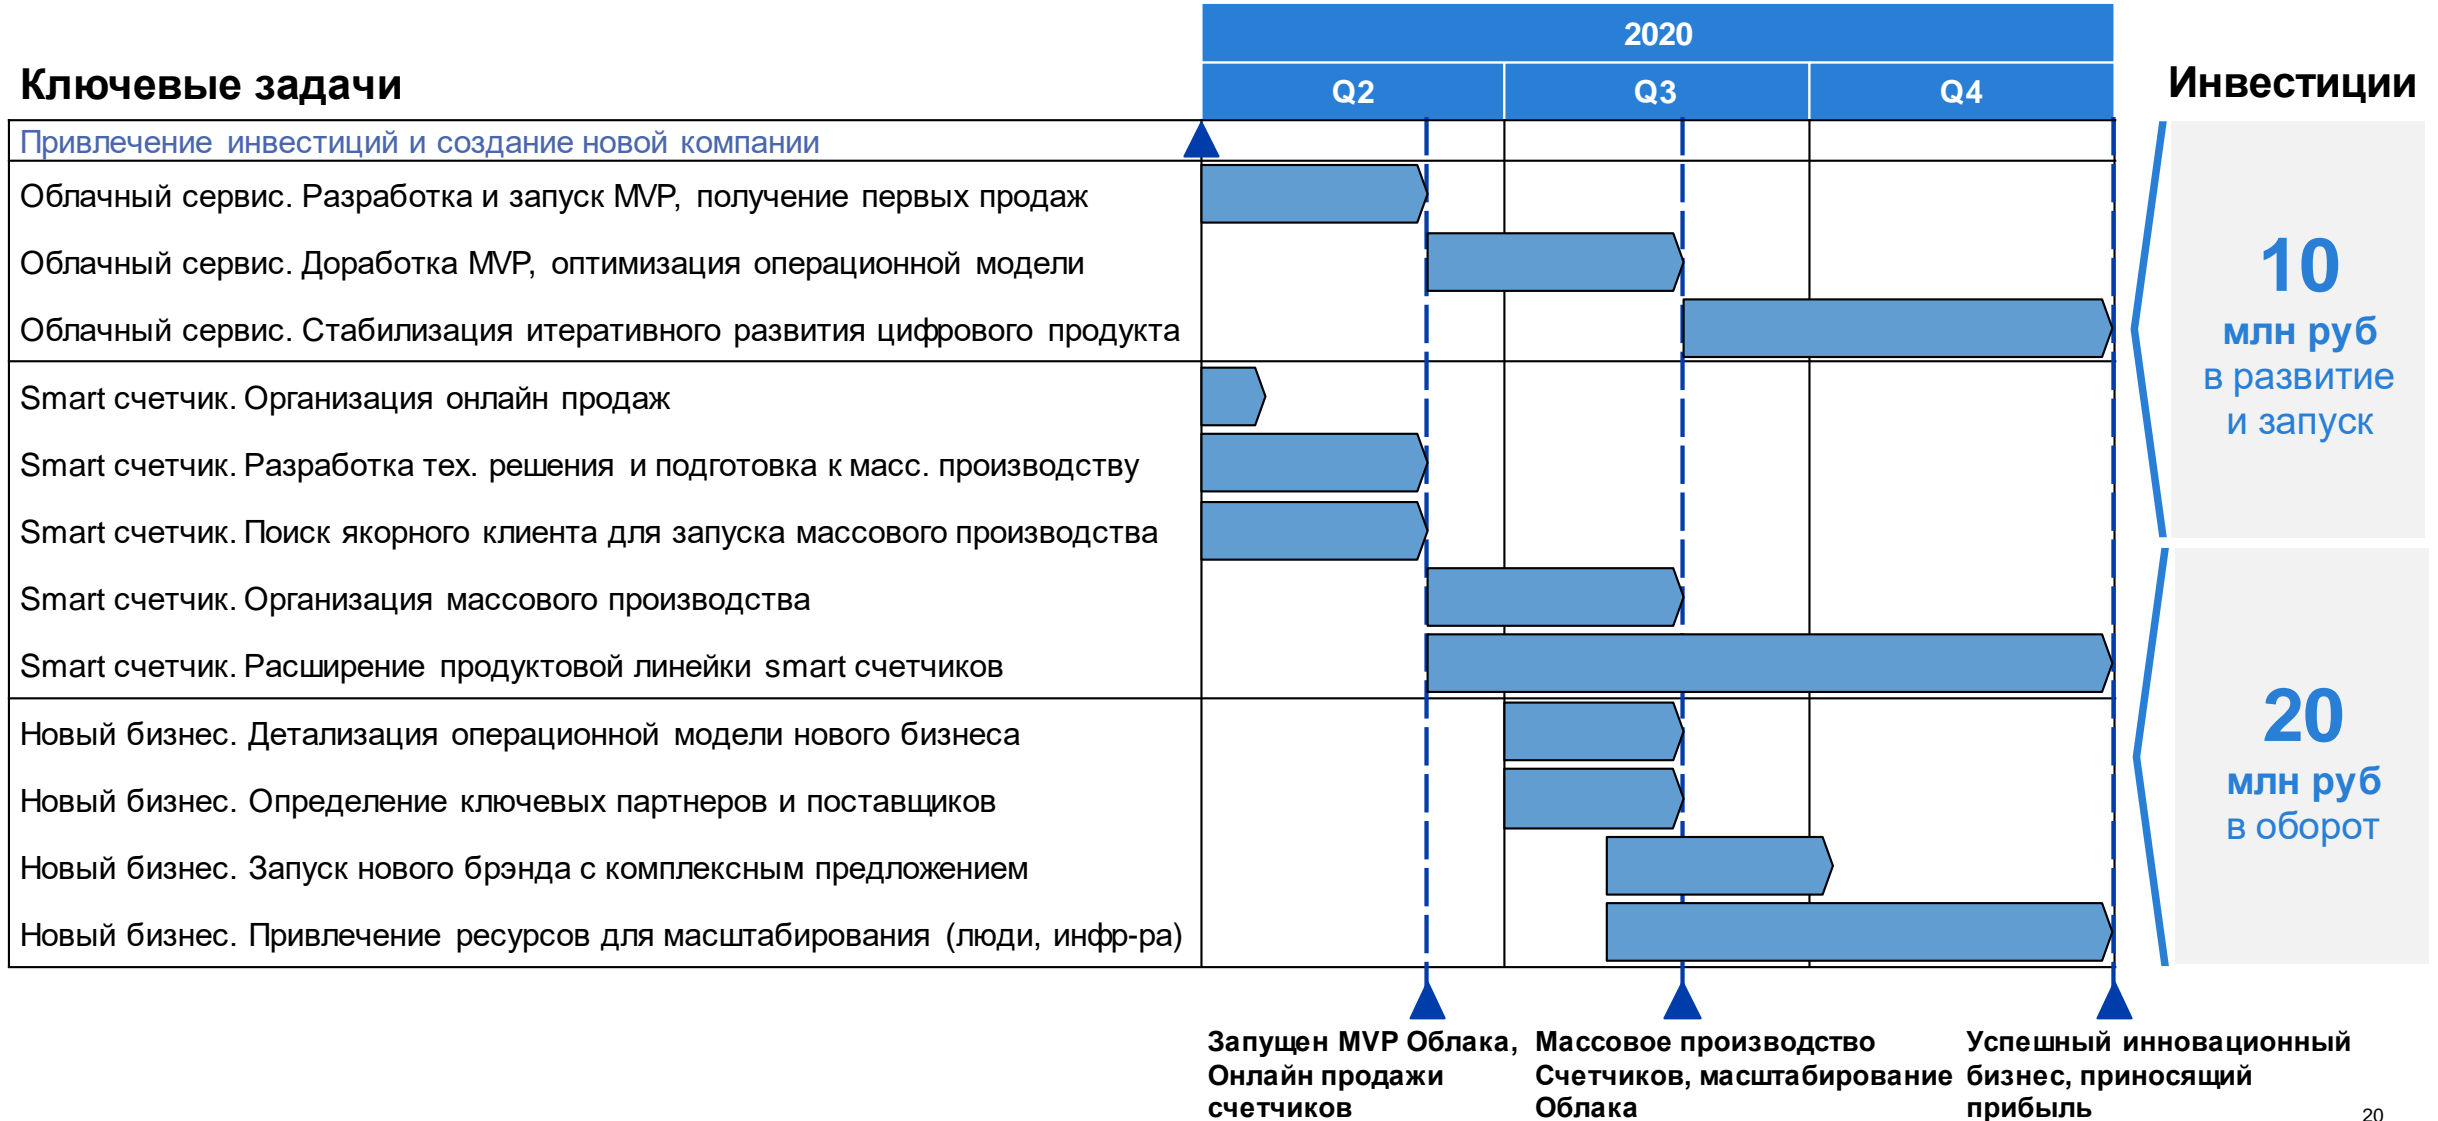 2020
Ключевые задачи
Q2
Q3
Q4
Инвестиции
Привлечение инвестиций и создание новой компании
Облачный сервис. Разработка и запуск MVP, получение первых продаж
Облачный сервис. Доработка MVP, оптимизация операционной модели
Облачный сервис. Стабилизация итеративного развития цифрового продукта
Smart счетчик. Организация онлайн продаж
Smart счетчик. Разработка тех. решения и подготовка к масс. производству
Smart счетчик. Поиск якорного клиента для запуска массового производства
Smart счетчик. Организация массового производства
Smart счетчик. Расширение продуктовой линейки smart счетчиков
Новый бизнес. Детализация операционной модели нового бизнеса
Новый бизнес. Определение ключевых партнеров и поставщиков
Новый бизнес. Запуск нового брэнда с комплексным предложением
Новый бизнес. Привлечение ресурсов для масштабирования (люди, инфр-ра)
10
млн руб
в развитие
и запуск
20
млн руб
в оборот
Запущен MVP Облака,
Онлайн продажи
счетчиков
Массовое производство
Счетчиков, масштабирование
Облака
Успешный инновационный
бизнес, приносящий
прибыль
20